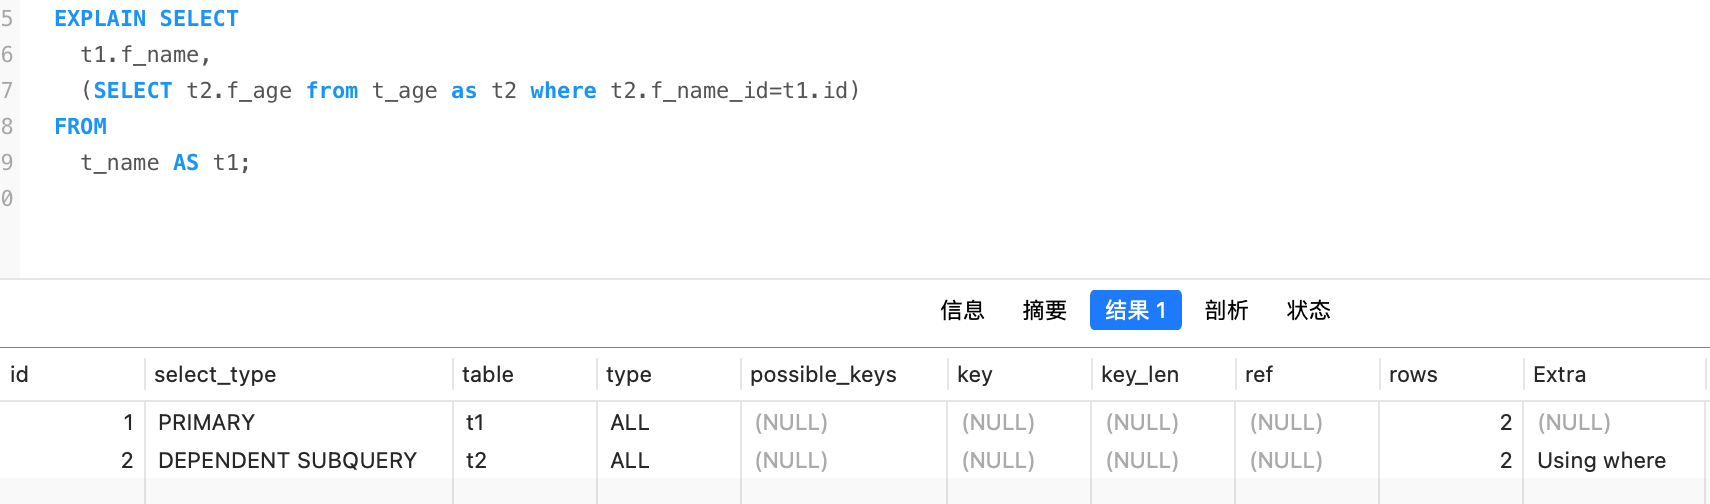 5 EXPLAIN SELECT
6 t1.f_name,
7 (SELECT t2.f_age from t_age as t2 where t2.f_name_id=t1.id)
8 FROM
9 t_name AS t1;
0
信息 摘要 结果 1 剖析 状态
id select_type table type possible_keys key key_len ref rows Extra
1 PRIMARY t1 ALL (NULL) (NULL) (NULL) (NULL) 2 (NULL)
2 DEPENDENT SUBQUERY t2 ALL (NULL) (NULL) (NULL) (NULL) 2 Using where